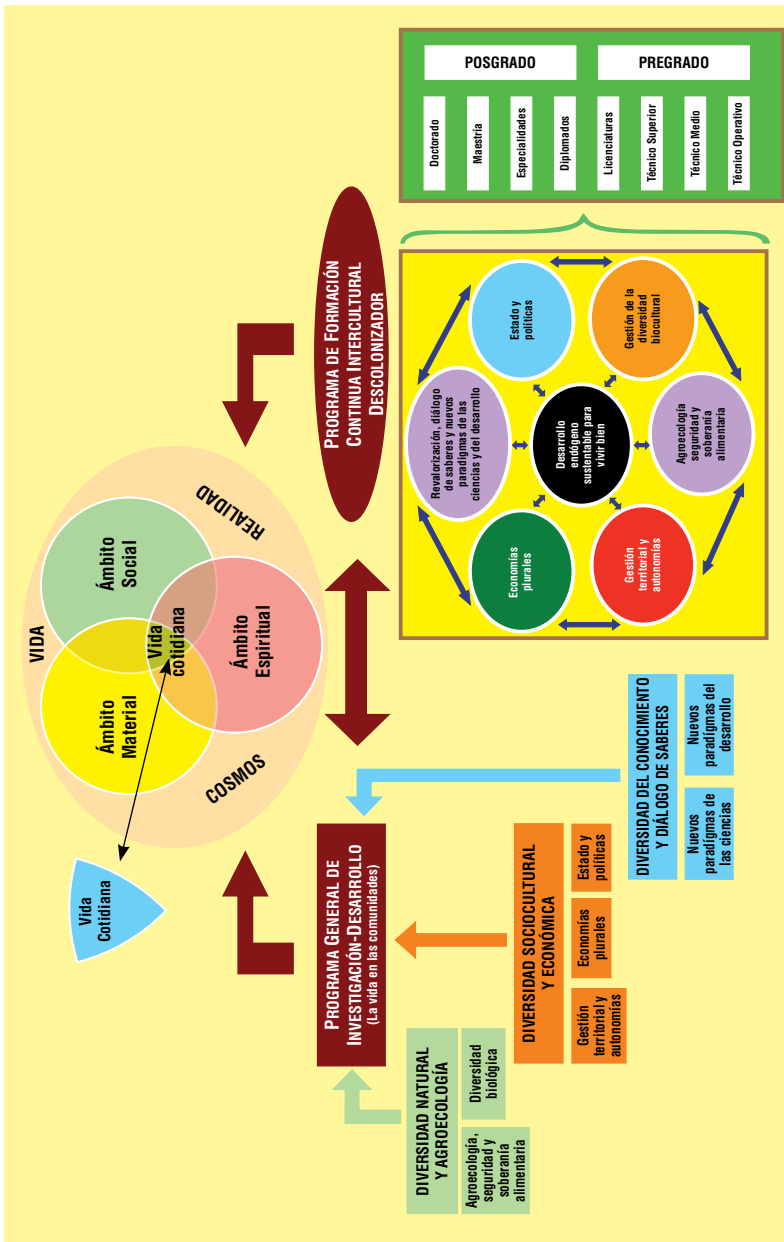 Vida
Cotidiana
VIDA
REALIDAD
COSMOS
Ámbito
Material
Ámbito
Social
Vida
cotidiana
Ámbito
Espiritual
PROGRAMA GENERAL DE
INVESTIGACIÓN-DESARROLLO
(La vida en las comunidades)
PROGRAMA DE FORMACIÓN
CONTINUA INTERCULTURAL
DESCOLONIZADOR
DIVERSIDAD NATURAL
Y AGROECOLOGÍA
Agroecología,
seguridad y
soberanía
alimentaria
Diversidad
biológica
DIVERSIDAD SOCIOCULTURAL
Y ECONÓMICA
Gestión
territorial y
autonomías
Economías
plurales
Estado y
políticas
DIVERSIDAD DEL CONOCIMIENTO
Y DIÁLOGO DE SABERES
Nuevos
paradígmas de
las ciencias
Nuevos
paradígmas del
desarrollo
Revalorización, diálogo
de saberes y nuevos
paradigmas de las
ciencias y del desarrollo
Economías
plurales
Estado y
políticas
Desarrollo
endógeno
sustentable para
vivir bien
Gestión
territorial y
autonomías
Gestión de la
diversidad
biocultural
Agroecología
seguridad y
soberanía
alimentaria
POSGRADO
PREGRADO
Doctorado
Maestría
Especialidades
Diplomados
Licenciaturas
Técnico Superior
Técnico Medio
Técnico Operativo